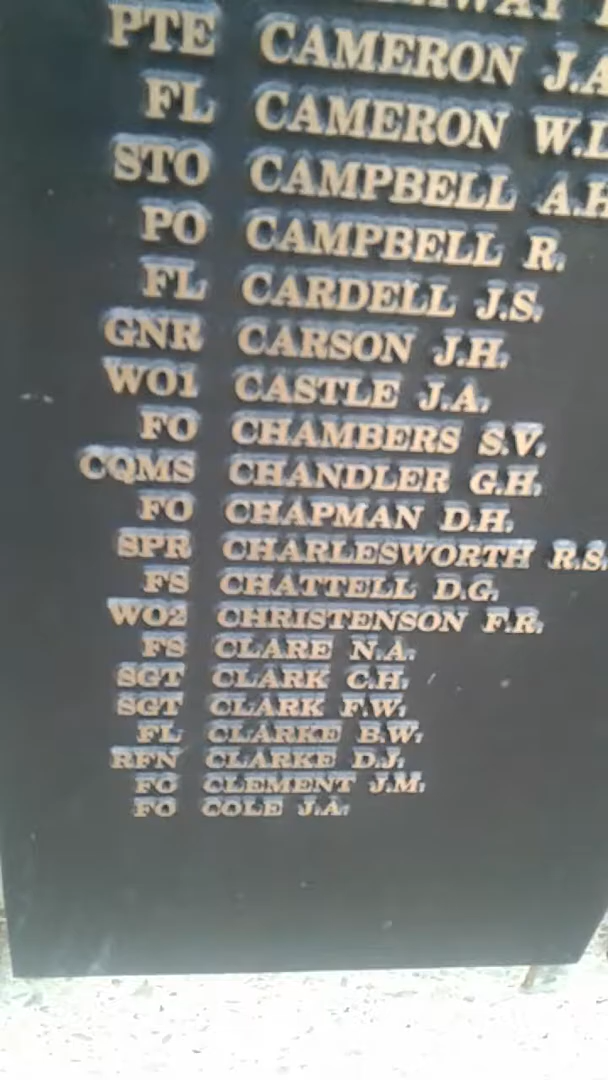 PTE CAMERON J.A
FL CAMERON W.L
STO CAMPBELL A.H
PO CAMPBELL R.
FL CARDELL J.S.
GNR CARSON J.H.
WO1 CASTLE J.A.
FO CHAMBERS S.V.
CQMS CHANDLER G.H.
FO CHAPMAN D.H.
SPR CHARLESWORTH R.S.
FS CHATTELL D.G.
WO2 CHRISTENSON F.R.
FS CLARE N.A.
SGT CLARK C.H.
SGT CLARK F.W.
FL CLARKE B.W.
RFN CLARKE D.J.
FO CLEMENT J.M.
FO COLE J.A.